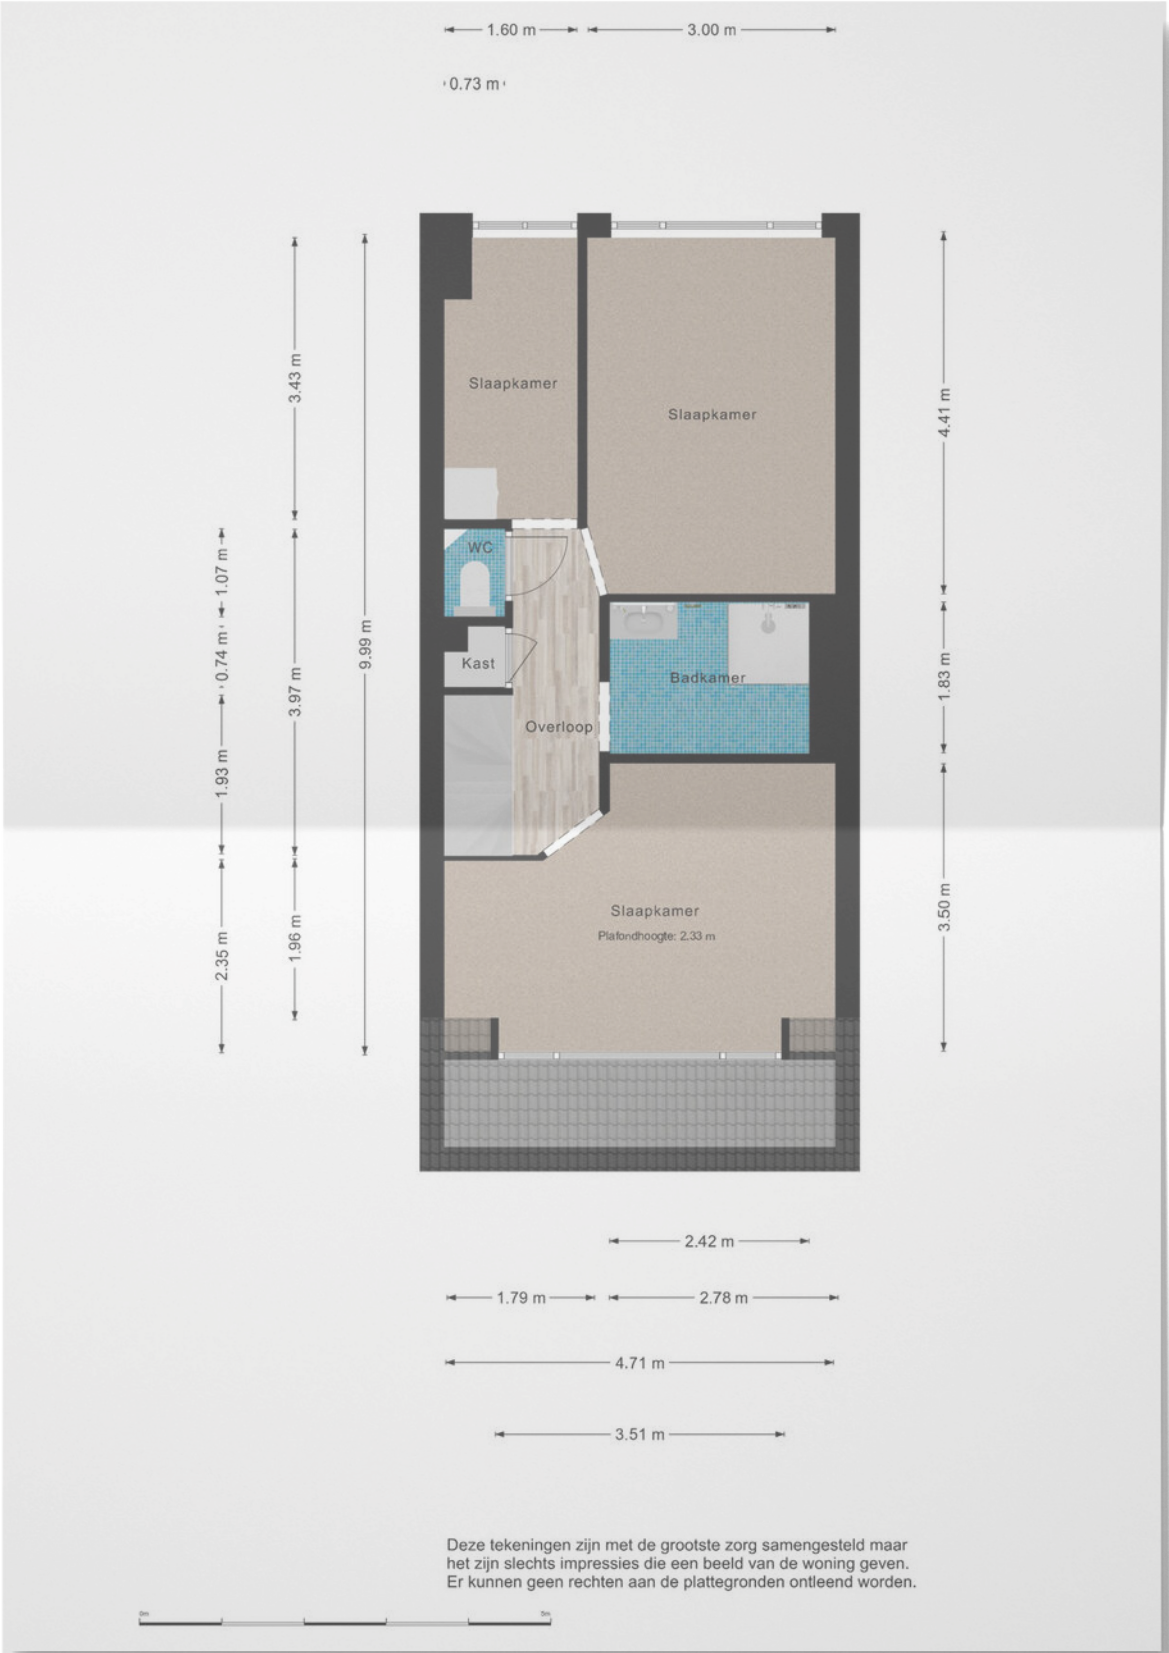 1.60 m
3.00 m
0.73 m
3.43 m
4.41 m
Slaapkamer
Slaapkamer
WC
1.07 m
9.99 m
0.74 m
3.97 m
Kast
Badkamer
1.83 m
Overloop
1.93 m
Slaapkamer
Plafondhoogte: 2.33 m
3.50 m
1.96 m
2.35 m
2.42 m
1.79 m
2.78 m
4.71 m
3.51 m
Deze tekeningen zijn met de grootste zorg samengesteld maar
het zijn slechts impressies die een beeld van de woning geven.
Er kunnen geen rechten aan de plattegronden ontleend worden.
0m
5m